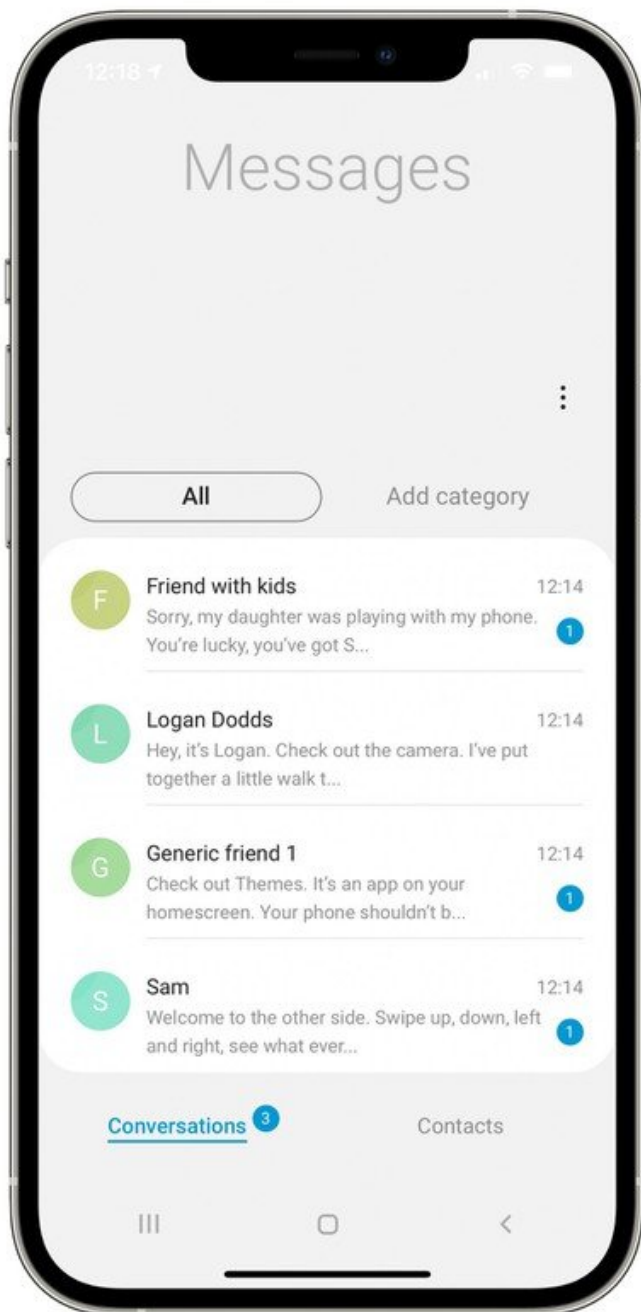 12:18
Messages
All
Add category
F
Friend with kids
12:14
Sorry, my daughter was playing with my phone.
You're lucky, you've got S...
1
L
Logan Dodds
12:14
Hey, it's Logan. Check out the camera. I've put
together a little walk t...
G
Generic friend 1
12:14
Check out Themes. It's an app on your
homescreen. Your phone shouldn't b...
1
S
Sam
12:14
Welcome to the other side. Swipe up, down, left
and right, see what ever...
1
Conversations 3
Contacts